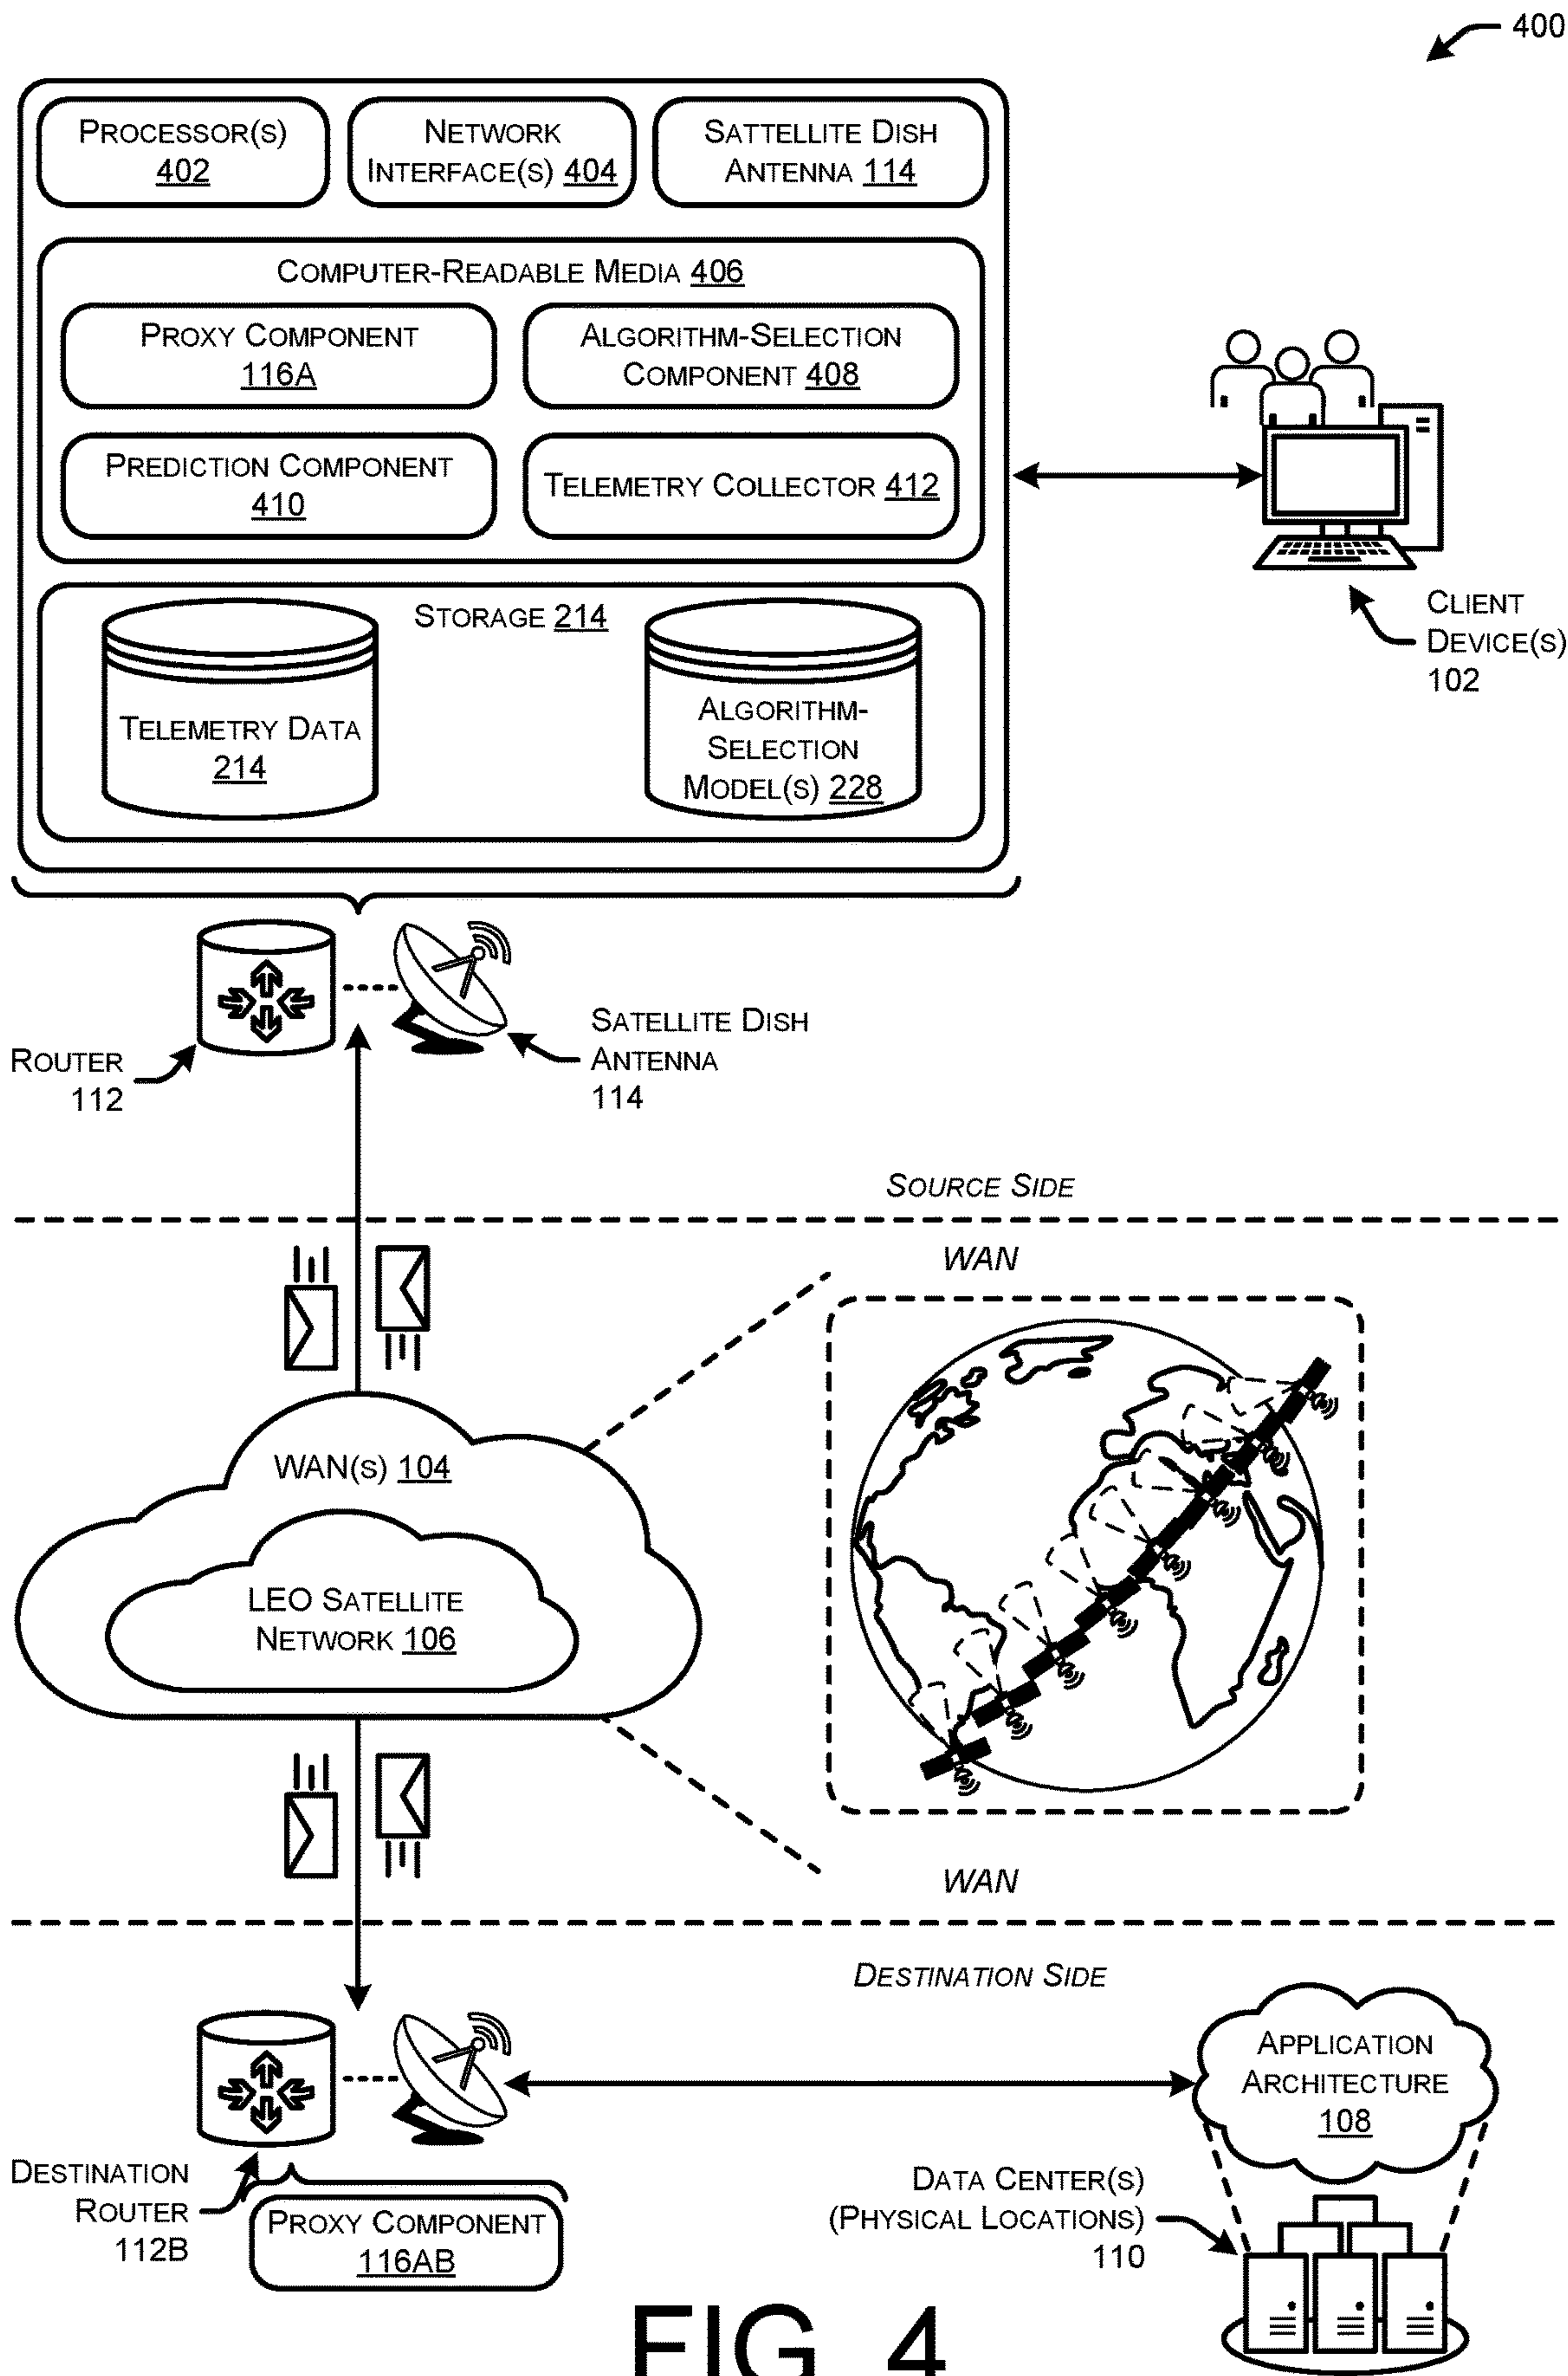 400
PROCESSOR(S)
402
NETWORK
INTERFACE(S) 404
SATTELLITE DISH
ANTENNA 114
COMPUTER-READABLE MEDIA 406
PROXY COMPONENT
116A
ALGORITHM-SELECTION
COMPONENT 408
PREDICTION COMPONENT
410
TELEMETRY COLLECTOR 412
STORAGE 214
TELEMETRY DATA
214
ALGORITHM-
SELECTION
MODEL(S) 228
CLIENT
DEVICE(S)
102
ROUTER
112
SATELLITE DISH
ANTENNA
114
SOURCE SIDE
WAN
WAN(S) 104
LEO SATELLITE
NETWORK 106
WAN
DESTINATION SIDE
APPLICATION
ARCHITECTURE
108
DESTINATION
ROUTER
112B
PROXY COMPONENT
116AB
DATA CENTER(S)
(PHYSICAL LOCATIONS)
110
FIG. 4